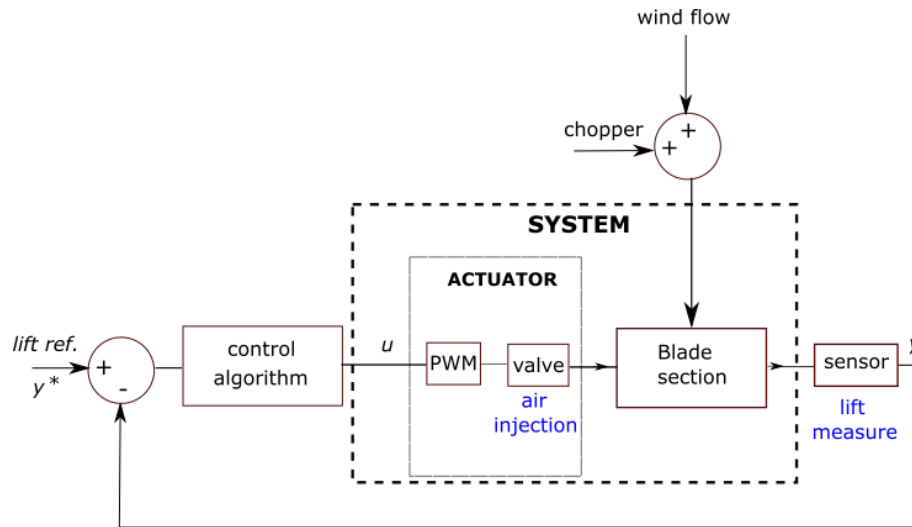 wind flow
chopper
+
+
SYSTEM
ACTUATOR
lift ref.
y*
+
-
control
algorithm
u
PWM
valve
air
injection
Blade
section
sensor
lift
measure
y